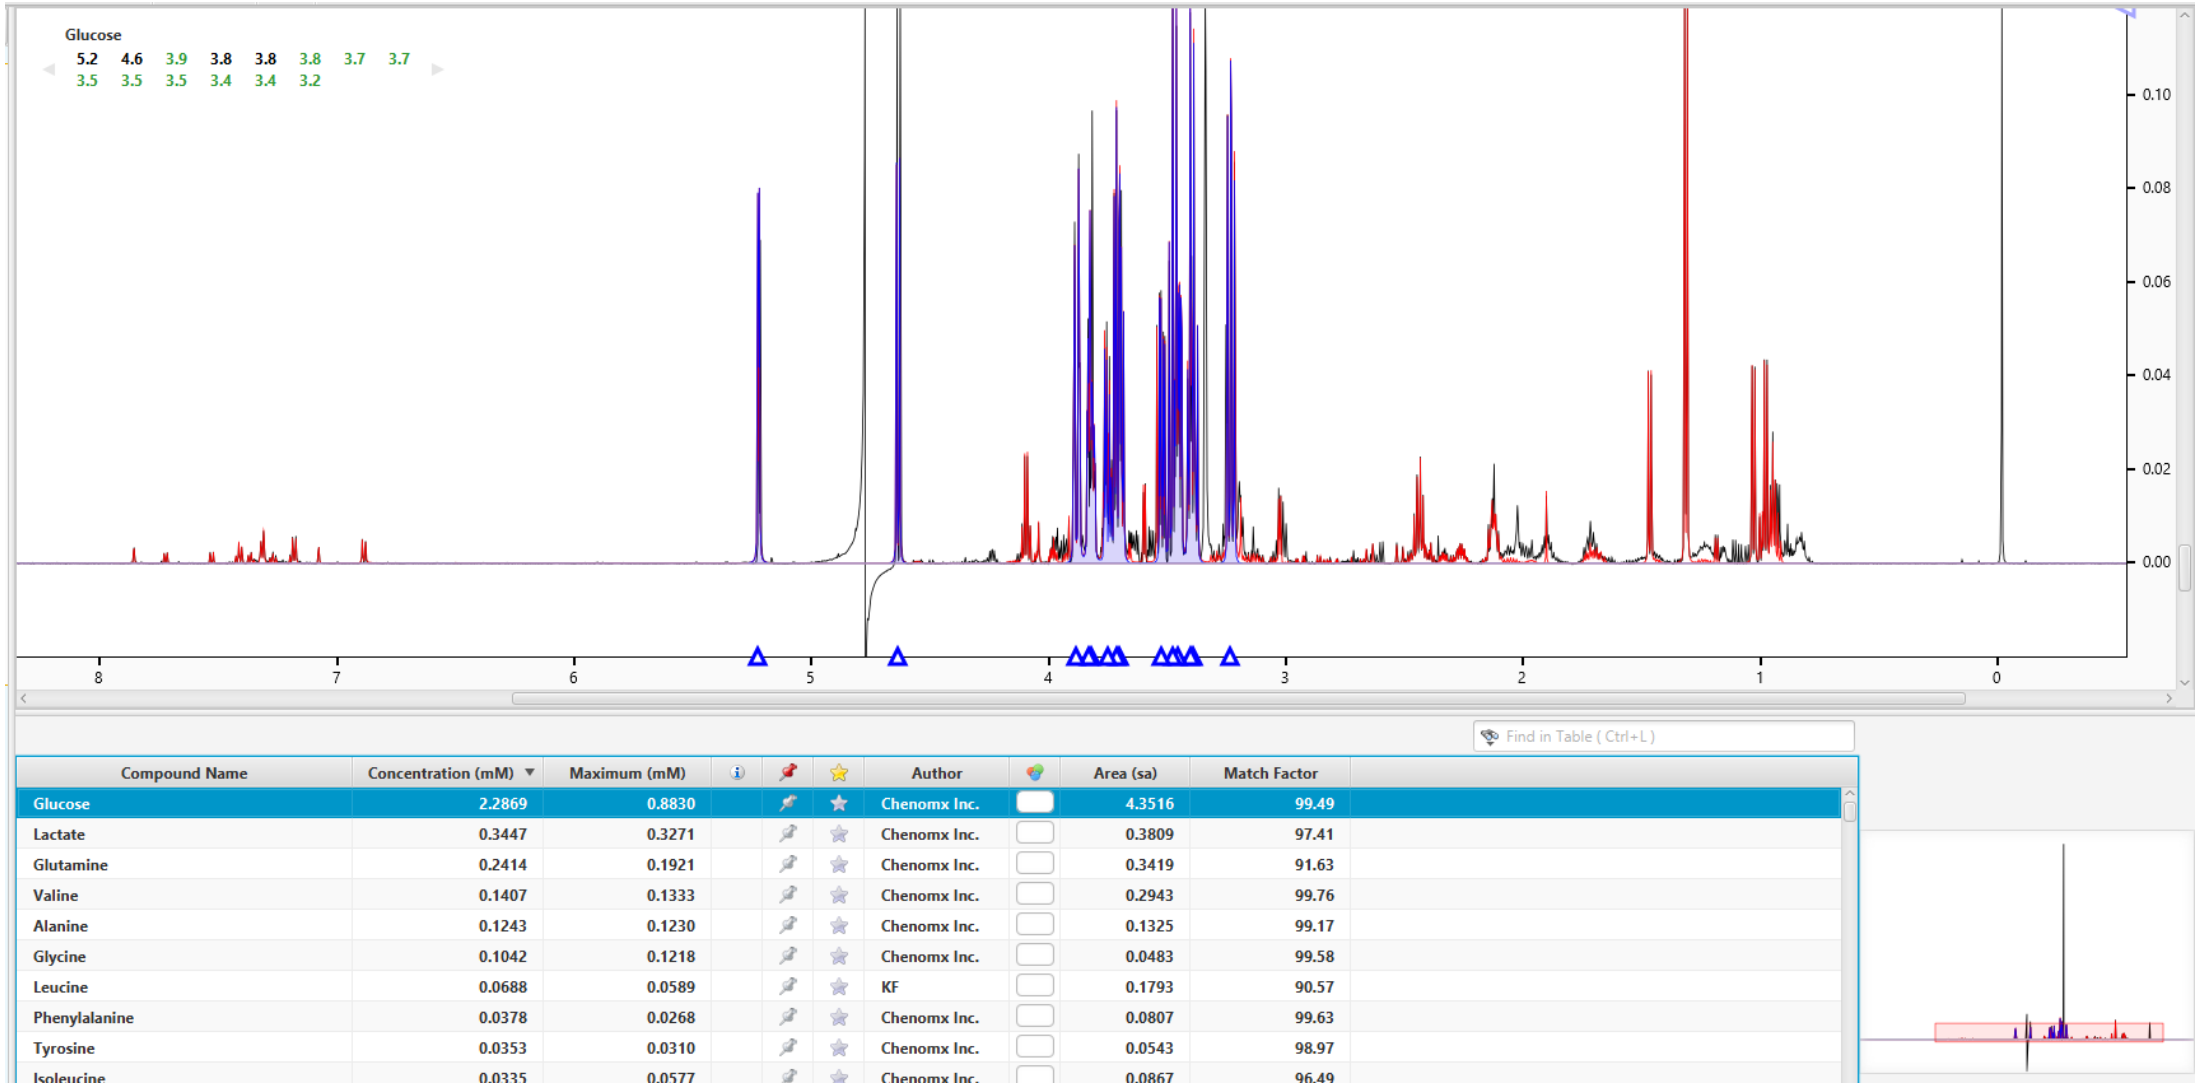 Glucose
5.2 4.6 3.9 3.8 3.8 3.8 3.7 3.7
3.5 3.5 3.5 3.4 3.4 3.2
0.10
0.08
0.06
0.04
0.02
0.00
8 7 6 5 4 3 2 1 0
Find in Table ( Ctrl+L )
Compound Name Concentration (mM) Maximum (mM) Author Area (sa) Match Factor
Glucose 2.2869 0.8830 Chenomx Inc. 4.3516 99.49
Lactate 0.3447 0.3271 Chenomx Inc. 0.3809 97.41
Glutamine 0.2414 0.1921 Chenomx Inc. 0.3419 91.63
Valine 0.1407 0.1333 Chenomx Inc. 0.2943 99.76
Alanine 0.1243 0.1230 Chenomx Inc. 0.1325 99.17
Glycine 0.1042 0.1218 Chenomx Inc. 0.0483 99.58
Leucine 0.0688 0.0589 KF 0.1793 90.57
Phenylalanine 0.0378 0.0268 Chenomx Inc. 0.0807 99.63
Tyrosine 0.0353 0.0310 Chenomx Inc. 0.0543 98.97
Isoleucine 0.0335 0.0577 Chenomx Inc. 0.0867 96.49